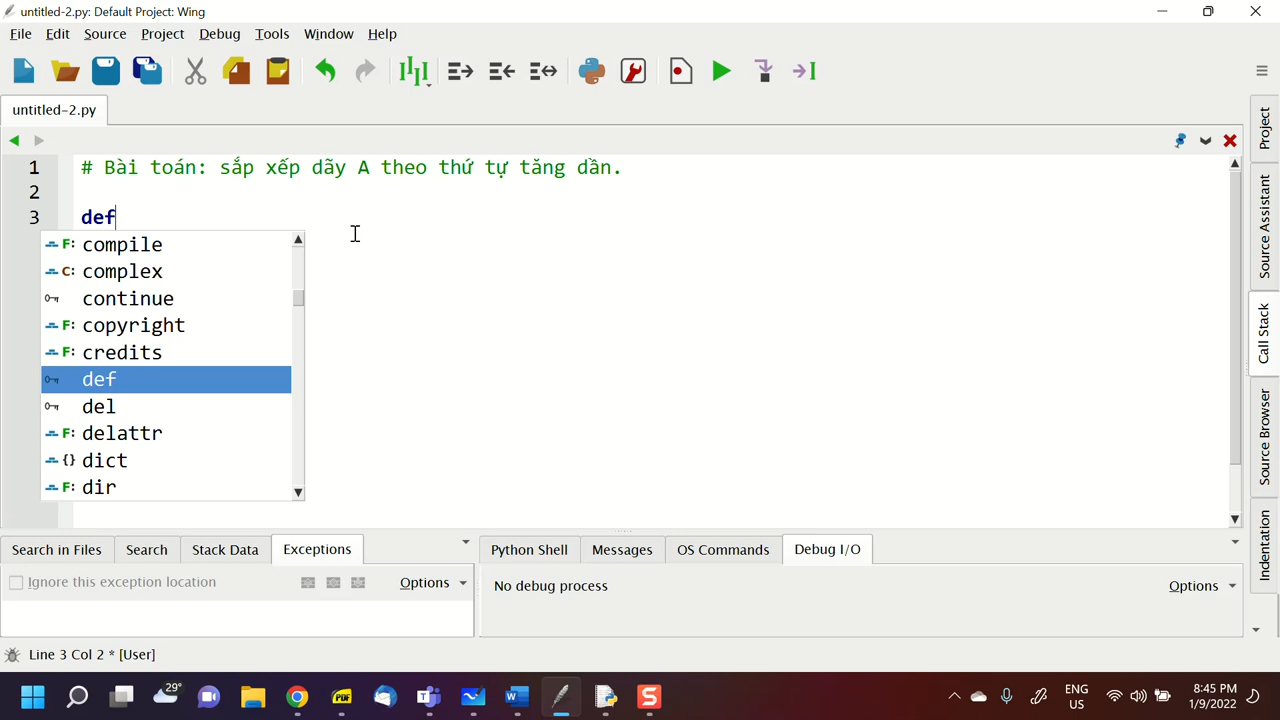 untitled-2.py: Default Project: Wing
File Edit Source Project Debug Tools Window Help
untitled-2.py
1 # Bài toán: sắp xếp dãy A theo thứ tự tăng dần.
2
3 def
F: compile
C: complex
continue
F: copyright
F: credits
def
del
F: delattr
{} dict
F: dir
Project
Source Assistant
Call Stack
Source Browser
Indentation
Search in Files Search Stack Data Exceptions
Ignore this exception location Options
Python Shell Messages OS Commands Debug I/O
No debug process Options
Line 3 Col 2 * [User]
29°
PDF
ENG
US
8:45 PM
1/9/2022